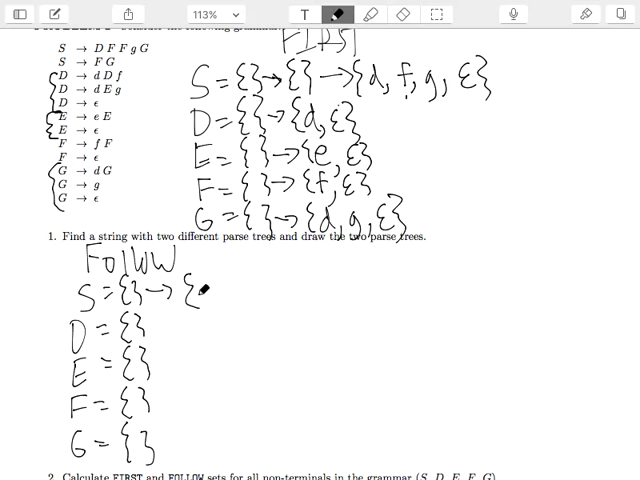 113%
FIRST
S → D F F g G
S → F G
D → d D f
D → d E g
D → ϵ
E → e E
E → ϵ
F → f F
F → ϵ
G → d G
G → g
G → ϵ
S = {} → {} → {d, f, g, ε}
D = {} → {d, ε}
E = {} → {e, ε}
F = {} → {f, ε}
G = {} → {d, g, ε}
1. Find a string with two different parse trees and draw the two parse trees.
Follow
S = {} → {
D = {}
E = {}
F = {}
G = {}
2. Calculate FIRST and FOLLOW sets for all non-terminals in the grammar (S, D, E, F, G)